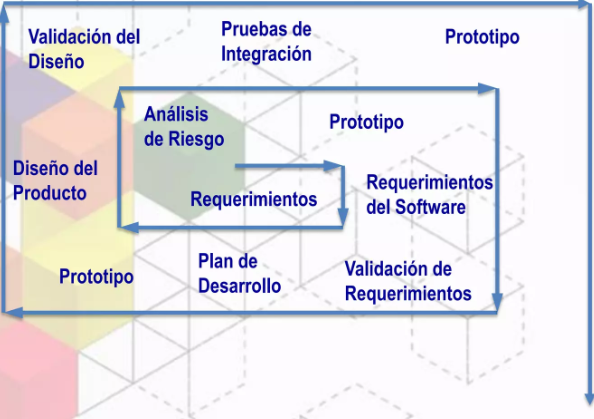 Validación del
Diseño
Pruebas de
Integración
Prototipo
Análisis
de Riesgo
Prototipo
Diseño del
Producto
Requerimientos
Requerimientos
del Software
Prototipo
Plan de
Desarrollo
Validación de
Requerimientos